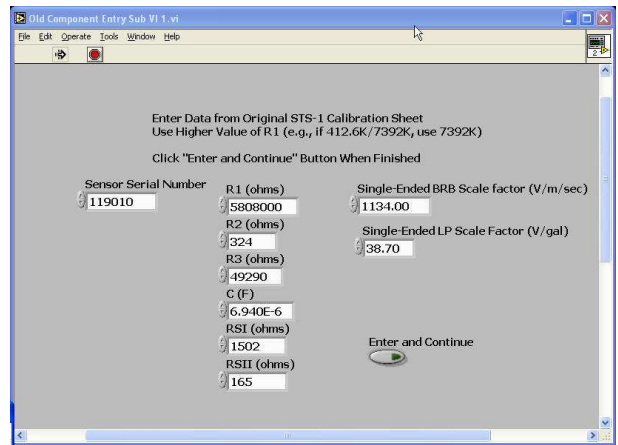 Old Component Entry Sub VI 1.vi
File Edit Operate Tools Window Help
2
Enter Data from Original STS-1 Calibration Sheet
Use Higher Value of R1 (e.g., if 412.6K/7392K, use 7392K)
Click "Enter and Continue" Button When Finished
Sensor Serial Number
119010
R1 (ohms)
5808000
R2 (ohms)
324
R3 (ohms)
49290
C (F)
6.940E-6
RSI (ohms)
1502
RSII (ohms)
165
Single-Ended BRB Scale factor (V/m/sec)
1134.00
Single-Ended LP Scale Factor (V/gal)
38.70
Enter and Continue